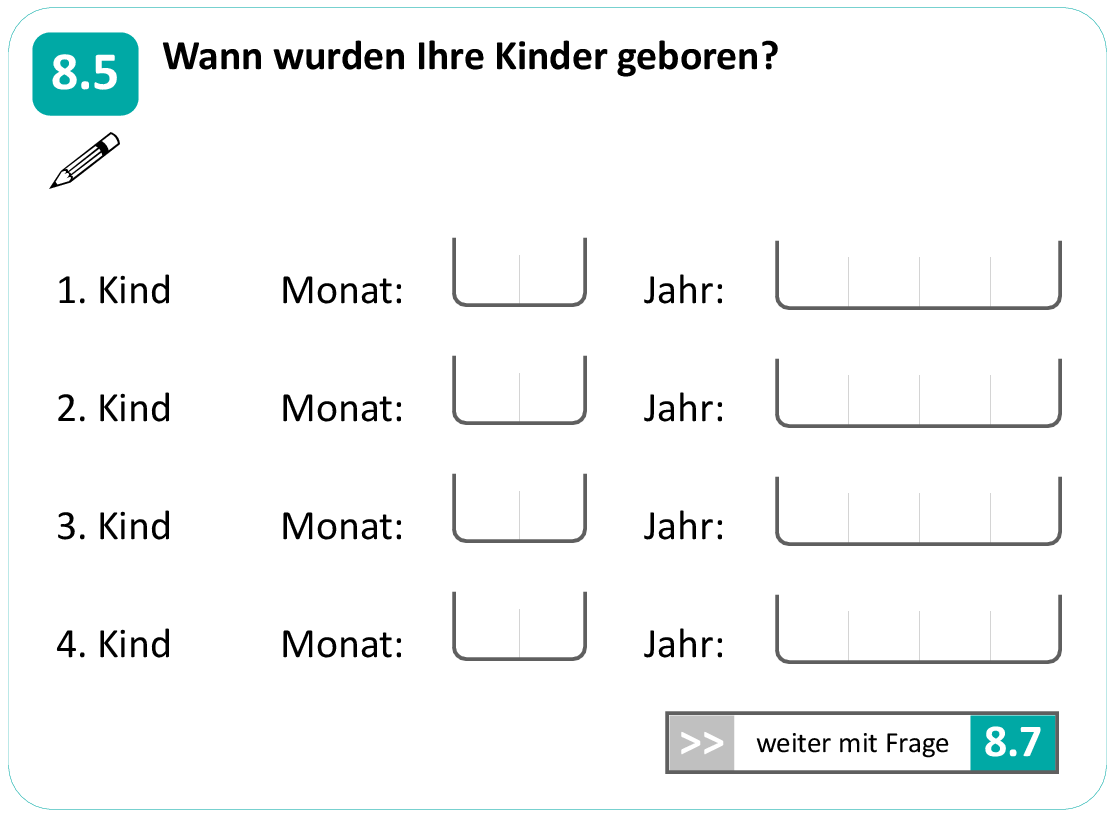 8.5 Wann wurden Ihre Kinder geboren?
1. Kind Monat: Jahr:
2. Kind Monat: Jahr:
3. Kind Monat: Jahr:
4. Kind Monat: Jahr:
>> weiter mit Frage 8.7